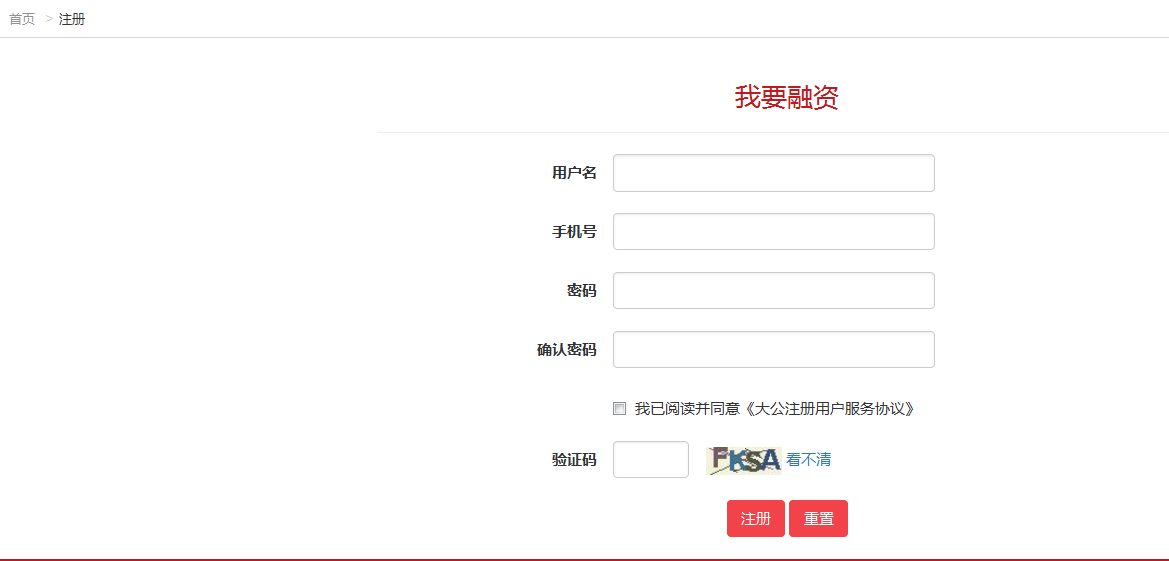 首页 > 注册
我要融资
用户名
手机号
密码
确认密码
我已阅读并同意《大公注册用户服务协议》
验证码 FKSA 看不清
注册 重置